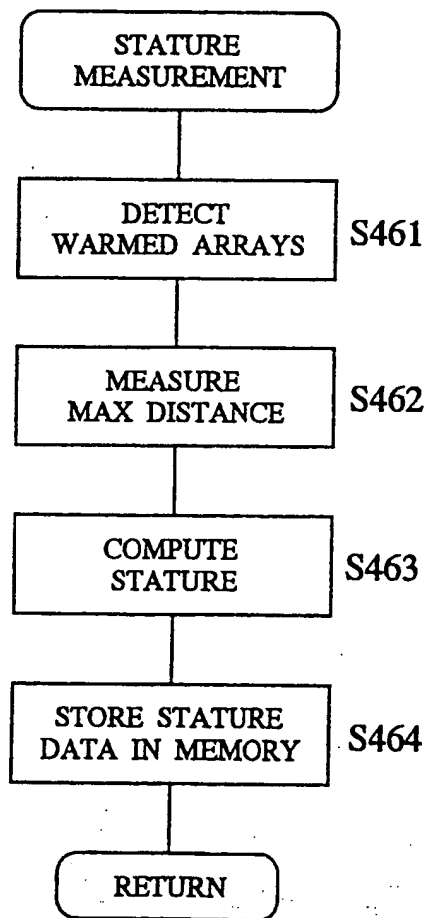 STATURE
MEASUREMENT
DETECT
WARMED ARRAYS
S461
MEASURE
MAX DISTANCE
S462
COMPUTE
STATURE
S463
STORE STATURE
DATA IN MEMORY
S464
RETURN